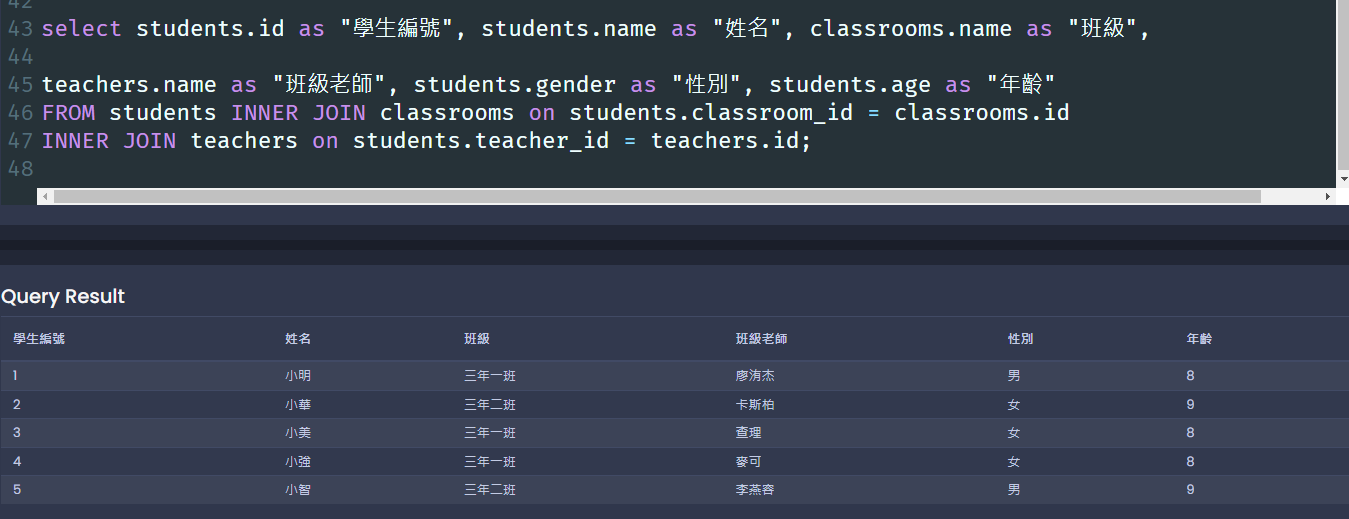 42
43 select students.id as "學生編號", students.name as "姓名", classrooms.name as "班級",
44
45 teachers.name as "班級老師", students.gender as "性別", students.age as "年齡"
46 FROM students INNER JOIN classrooms on students.classroom_id = classrooms.id
47 INNER JOIN teachers on students.teacher_id = teachers.id;
48
Query Result
學生編號 姓名 班級 班級老師 性別 年齡
1 小明 三年一班 廖洧杰 男 8
2 小華 三年二班 卡斯柏 女 9
3 小美 三年一班 查理 女 8
4 小強 三年一班 麥可 女 8
5 小智 三年二班 李燕容 男 9